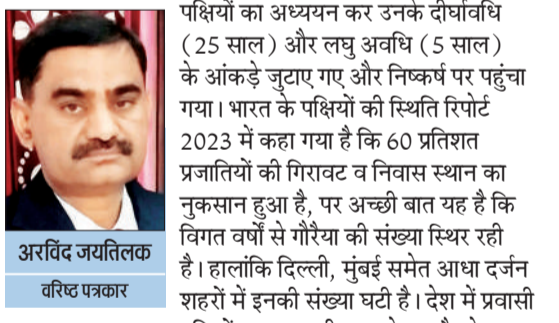 पक्षियों का अध्ययन कर उनके दीर्घावधि
(25 साल) और लघु अवधि (5 साल)
के आंकड़े जुटाए गए और निष्कर्ष पर पहुंचा
गया। भारत के पक्षियों की स्थिति रिपोर्ट
2023 में कहा गया है कि 60 प्रतिशत
प्रजातियों की गिरावट व निवास स्थान का
नुकसान हुआ है, पर अच्छी बात यह है कि
विगत वर्षों से गौरैया की संख्या स्थिर रही
है। हालांकि दिल्ली, मुंबई समेत आधा दर्जन
शहरों में इनकी संख्या घटी है। देश में प्रवासी
अरविंद जयतिलक
वरिष्ठ पत्रकार